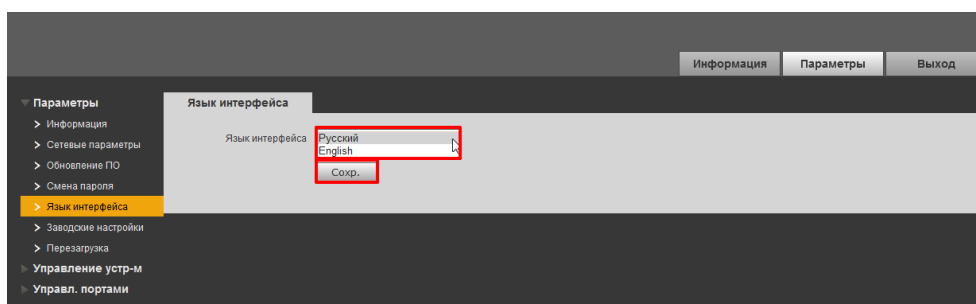 Информация Параметры Выход
Параметры
Информация
Сетевые параметры
Обновление ПО
Смена пароля
Язык интерфейса
Заводские настройки
Перезагрузка
Управление устр-м
Управл. портами
Язык интерфейса
Язык интерфейса Русский
English
Сохр.